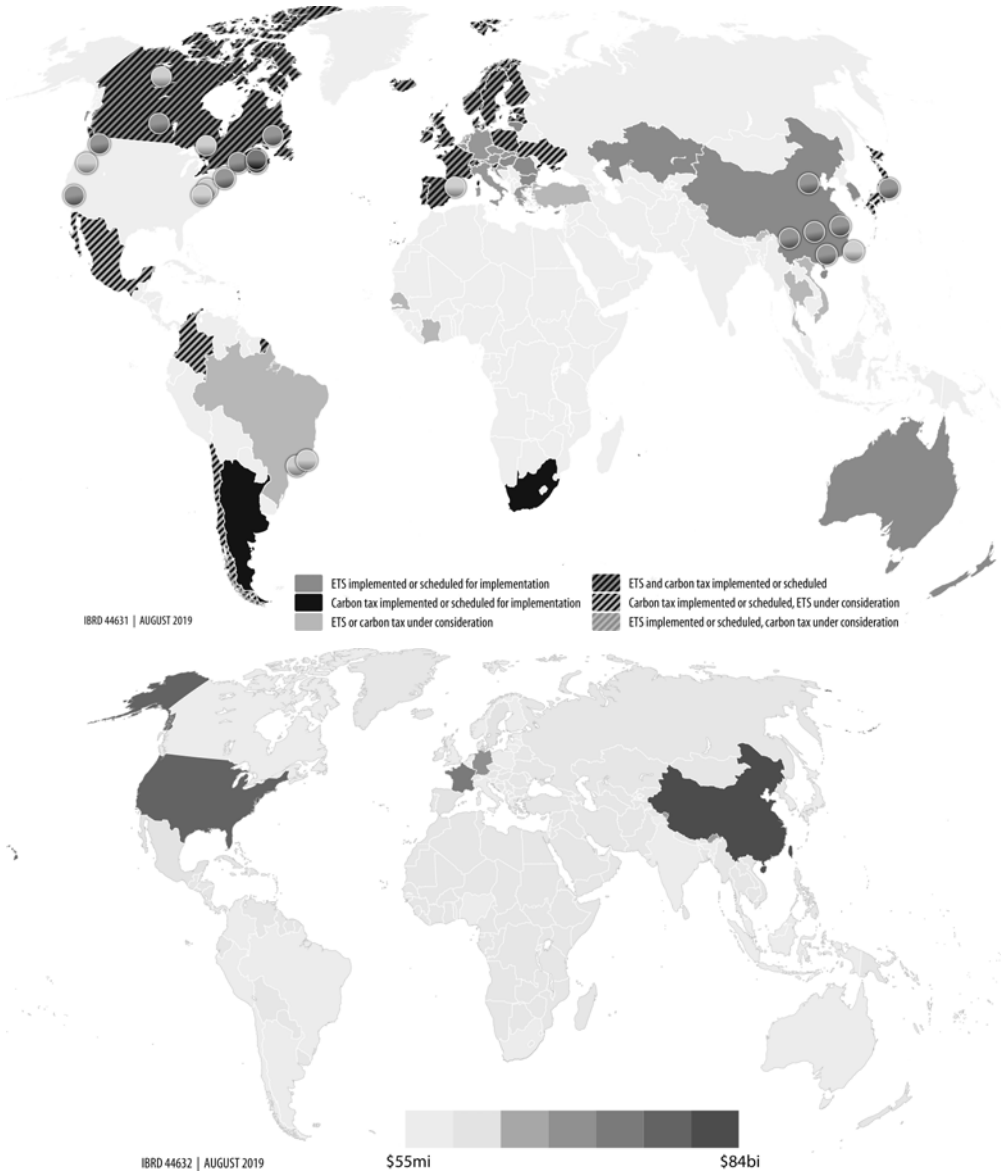 ETS implemented or scheduled for implementation
Carbon tax implemented or scheduled for implementation
ETS or carbon tax under consideration
ETS and carbon tax implemented or scheduled
Carbon tax implemented or scheduled, ETS under consideration
ETS implemented or scheduled, carbon tax under consideration
IBRD 44631 | AUGUST 2019
$55mi
$84bi
IBRD 44632 | AUGUST 2019